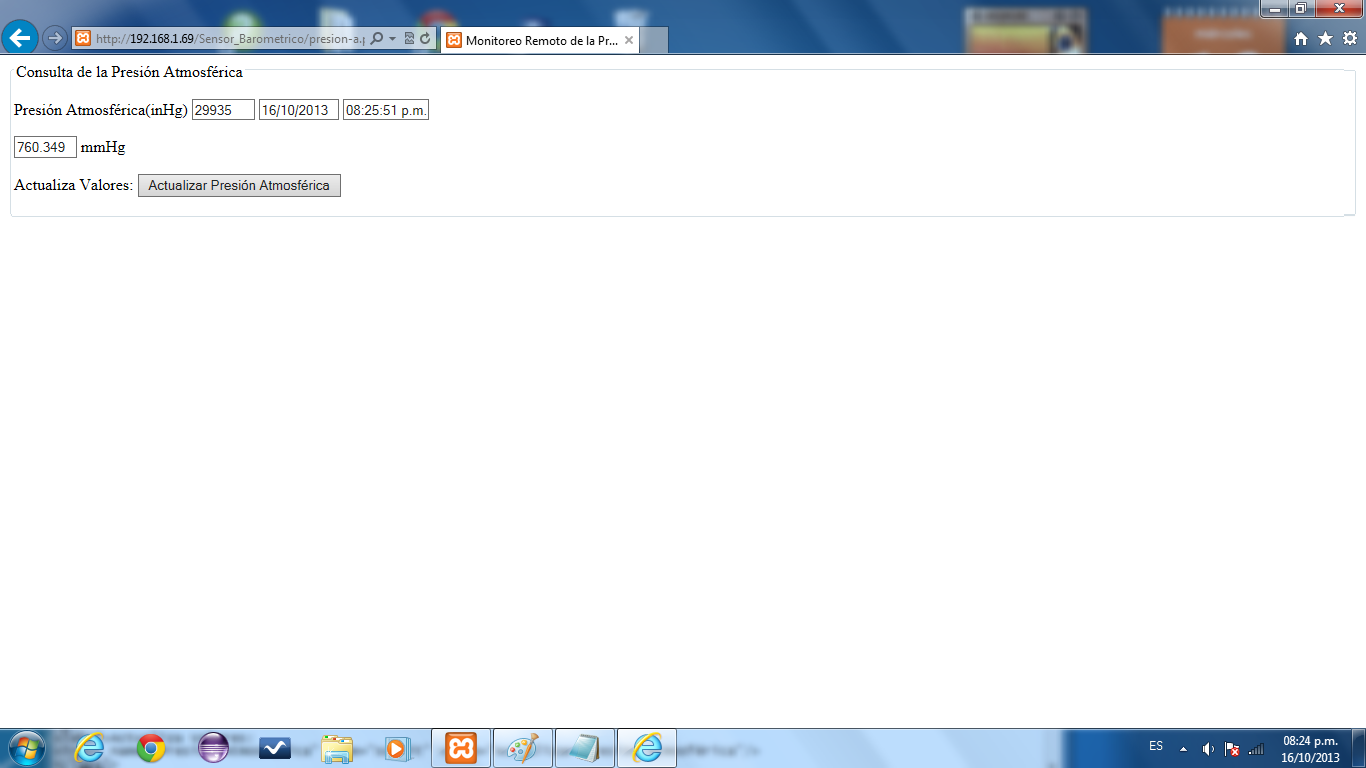 http://192.168.1.69/Sensor_Barometrico/presion-a.p
Monitoreo Remoto de la Pr...
Consulta de la Presión Atmosférica
Presión Atmosférica(inHg) 29935 16/10/2013 08:25:51 p.m.
760.349 mmHg
Actualiza Valores: Actualizar Presión Atmosférica
ES
08:24 p.m.
16/10/2013